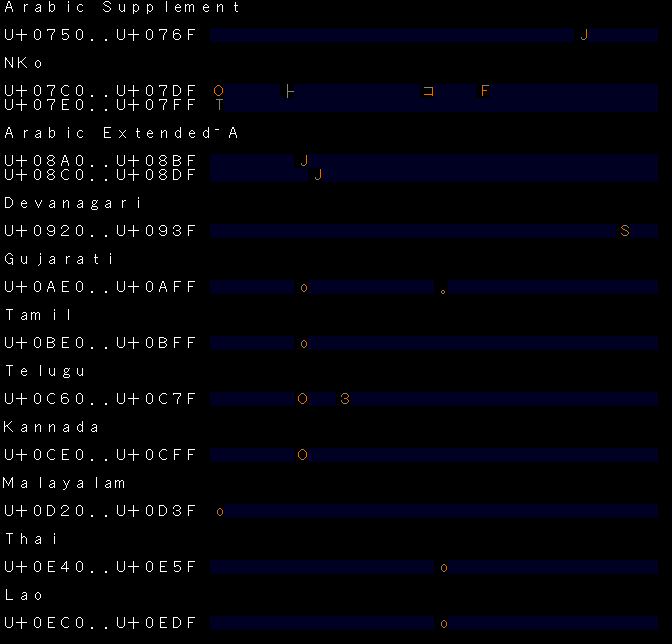 Arabic Supplement
U+0750..U+076F J
NKo
U+07C0..U+07DF O ト コ F
U+07E0..U+07FF T
Arabic Extended-A
U+08A0..U+08BF J
U+08C0..U+08DF J
Devanagari
U+0920..U+093F S
Gujarati
U+0AE0..U+0AFF o 。
Tamil
U+0BE0..U+0BFF o
Telugu
U+0C60..U+0C7F O 3
Kannada
U+0CE0..U+0CFF O
Malayalam
U+0D20..U+0D3F o
Thai
U+0E40..U+0E5F o
Lao
U+0EC0..U+0EDF o